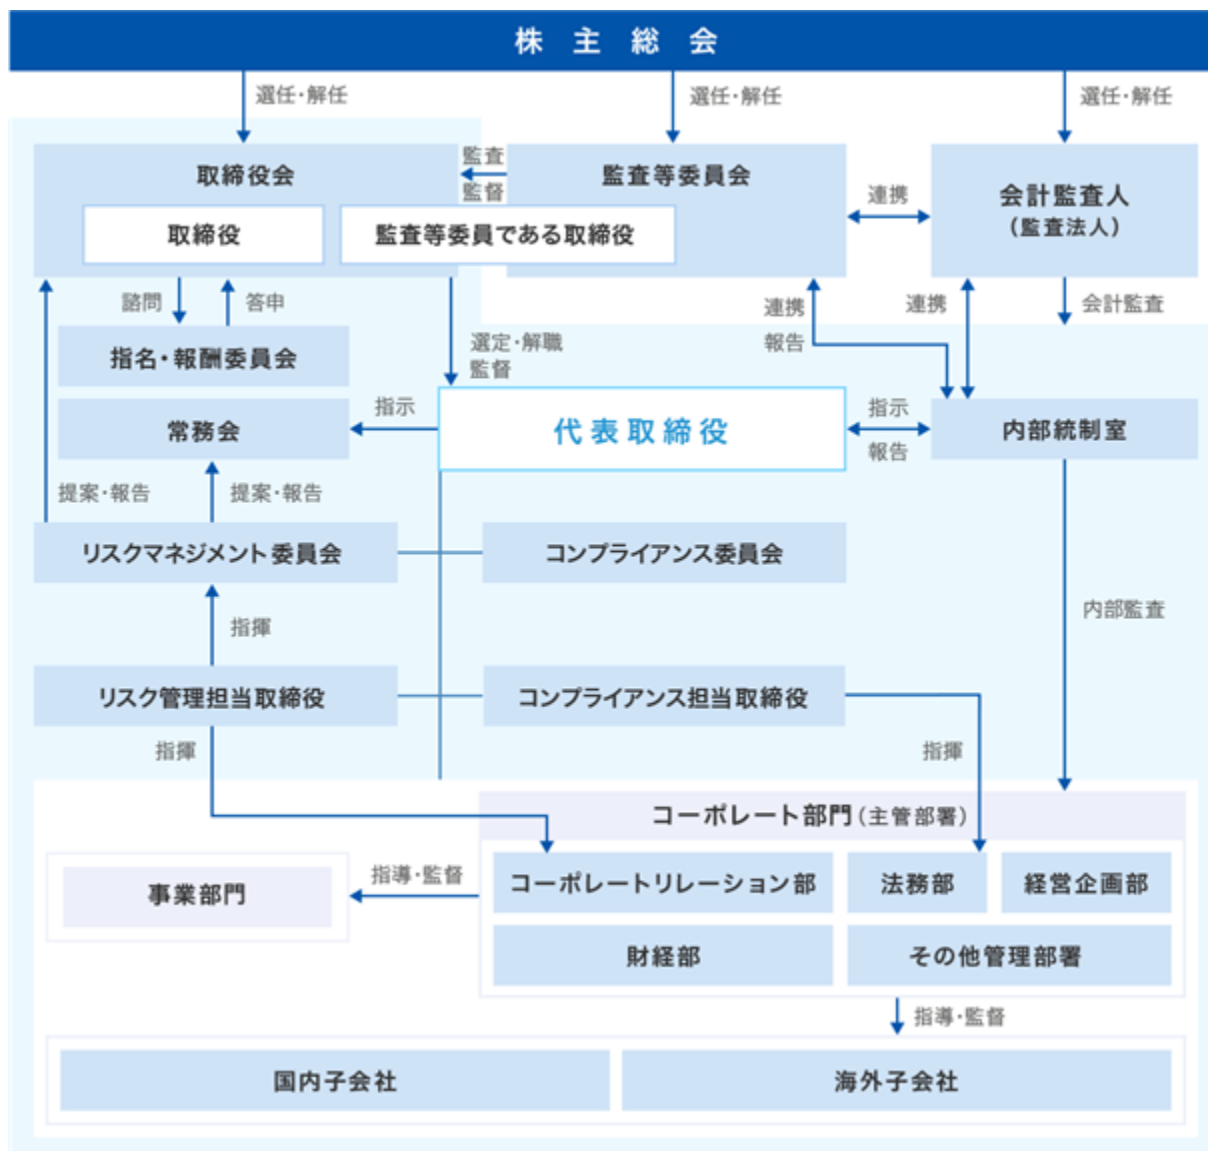 株主総会
選任・解任
選任・解任
選任・解任
取締役会
監査
監督
監査等委員会
連携
会計監査人
(監査法人)
取締役
監査等委員である取締役
諮問
答申
選定・解職
監督
連携
報告
連携
会計監査
指名・報酬委員会
常務会
指示
代表取締役
指示
報告
内部統制室
提案・報告
提案・報告
リスクマネジメント委員会
コンプライアンス委員会
指揮
内部監査
リスク管理担当取締役
コンプライアンス担当取締役
指揮
指揮
コーポレート部門(主管部署)
事業部門
指導・監督
コーポレートリレーション部
法務部
経営企画部
財経部
その他管理部署
指導・監督
国内子会社
海外子会社